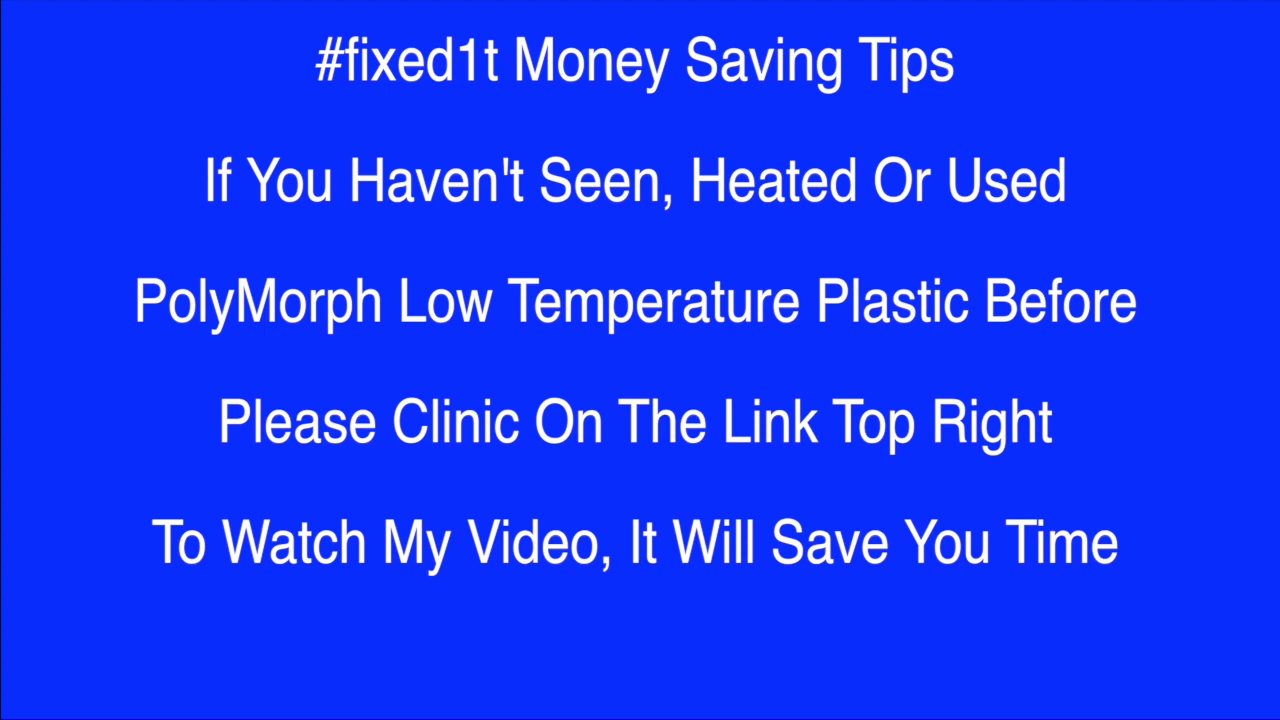 #fixed1t Money Saving Tips
If You Haven't Seen, Heated Or Used
PolyMorph Low Temperature Plastic Before
Please Clinic On The Link Top Right
To Watch My Video, It Will Save You Time